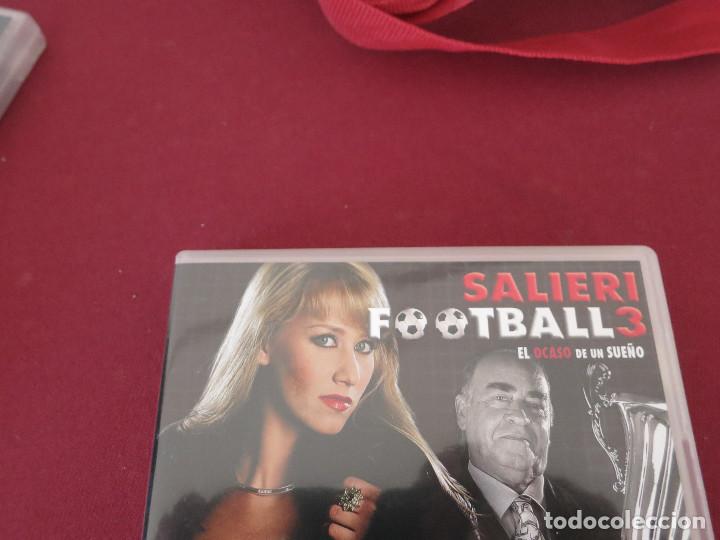 SALIERI
FOOTBALL3
EL OCASO DE UN SUEÑO
todocoleccion